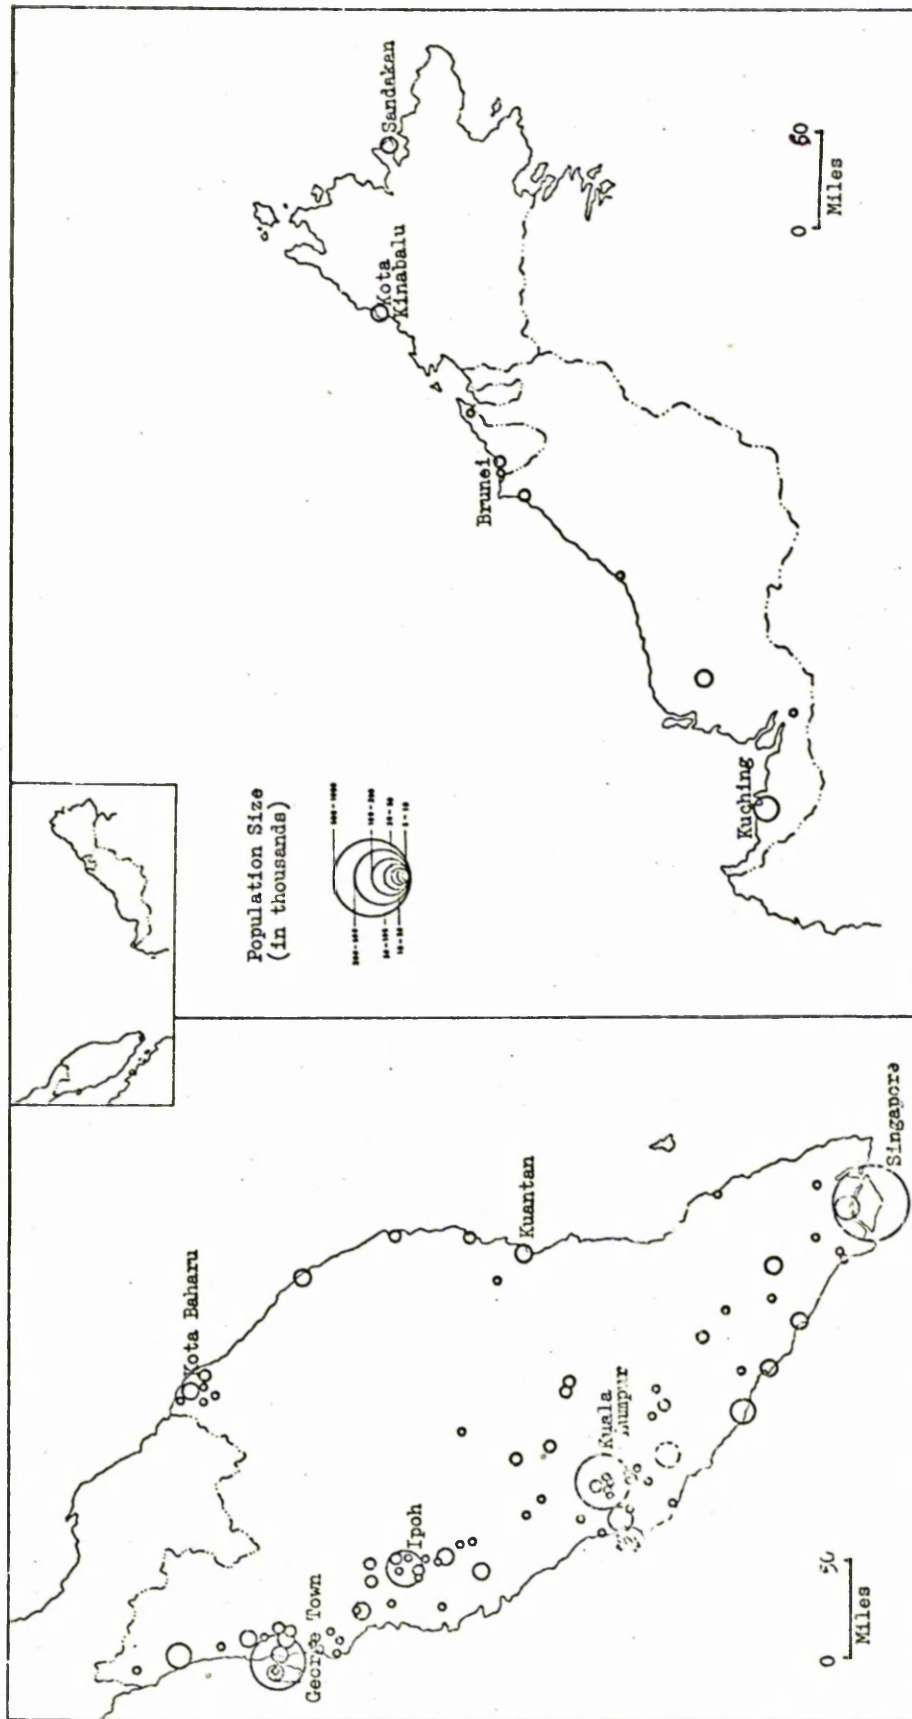 Kota Baharu
Kuantan
George Town
Ipoh
Kuala
Lumpur
Singapore
0
50
Miles
Population Size
(in thousands)
Sandakan
Kota
Kinabalu
Brunei
Kuching
0
60
Miles